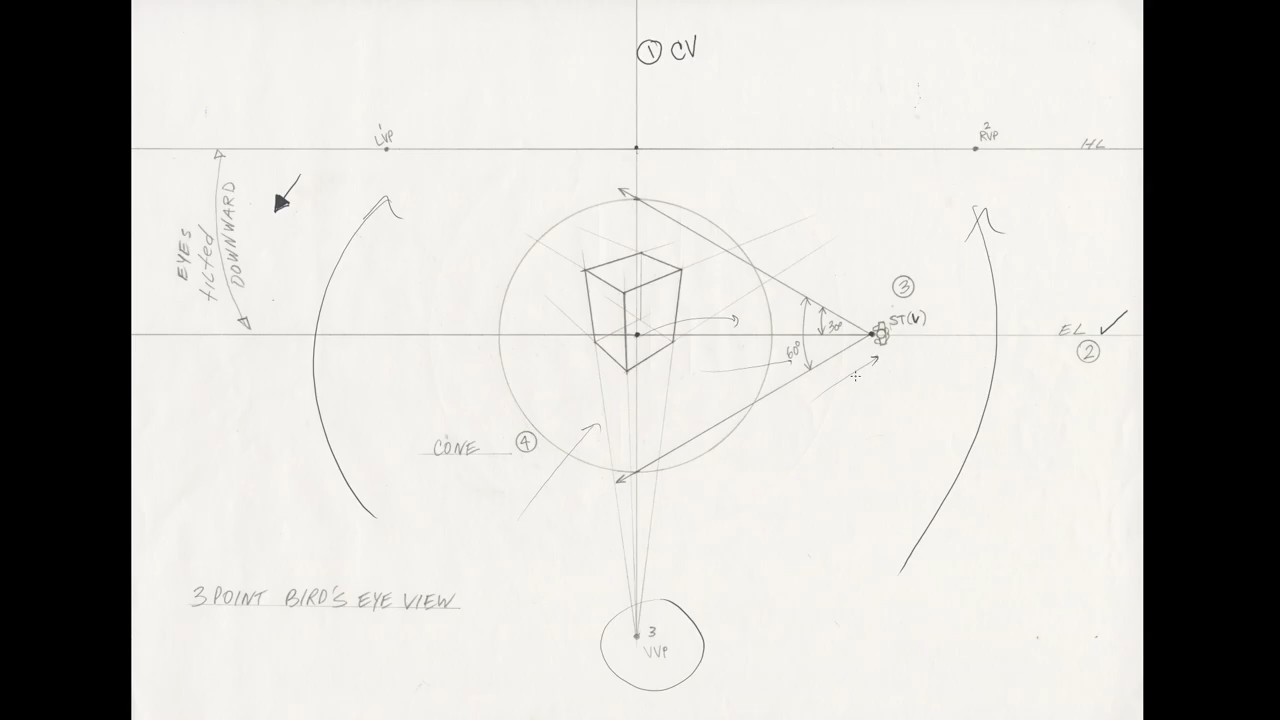 ① CV
1
LVP
2
RVP
HL
EYES
tilted
DOWNWARD
③
ST(V)
30°
60°
EL ✓
②
CONE ④
3 POINT BIRD'S EYE VIEW
3
VVP